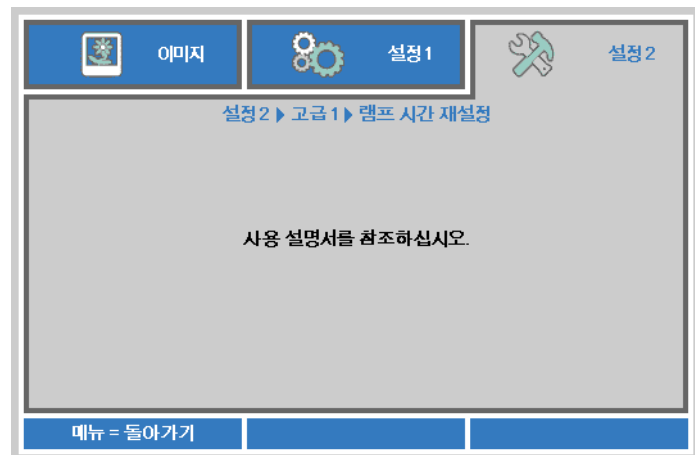 이미지
설정 1
설정 2
설정 2 ▶ 고급 1 ▶ 램프 시간 재설정
사용 설명서를 참조하십시오.
메뉴 = 돌아가기